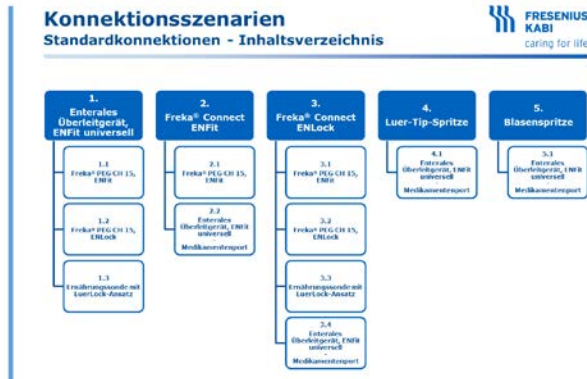 Konnektionsszenarien
Standardkonnektionen - Inhaltsverzeichnis
FRESENIUS
KABI
caring for life
1.
Enterales
Überleitgerät,
ENFit universell
1.1
Freka® PEG CH 15,
ENFit
1.2
Freka® PEG CH 15,
ENLock
1.3
Ernährungssonde mit
LuerLock-Ansatz
2.
Freka® Connect
ENFit
2.1
Freka® PEG CH 15,
ENFit
2.2
Enterales
Überleitgerät, ENFit
universell
-
Medikamentenport
3.
Freka® Connect
ENLock
3.1
Freka® PEG CH 15,
ENFit
3.2
Freka® PEG CH 15,
ENLock
3.3
Ernährungssonde mit
LuerLock-Ansatz
3.4
Enterales
Überleitgerät, ENFit
universell
-
Medikamentenport
4.
Luer-Tip-Spritze
4.1
Enterales
Überleitgerät, ENFit
universell
-
Medikamentenport
5.
Blasenspritze
5.1
Enterales
Überleitgerät, ENFit
universell
-
Medikamentenport